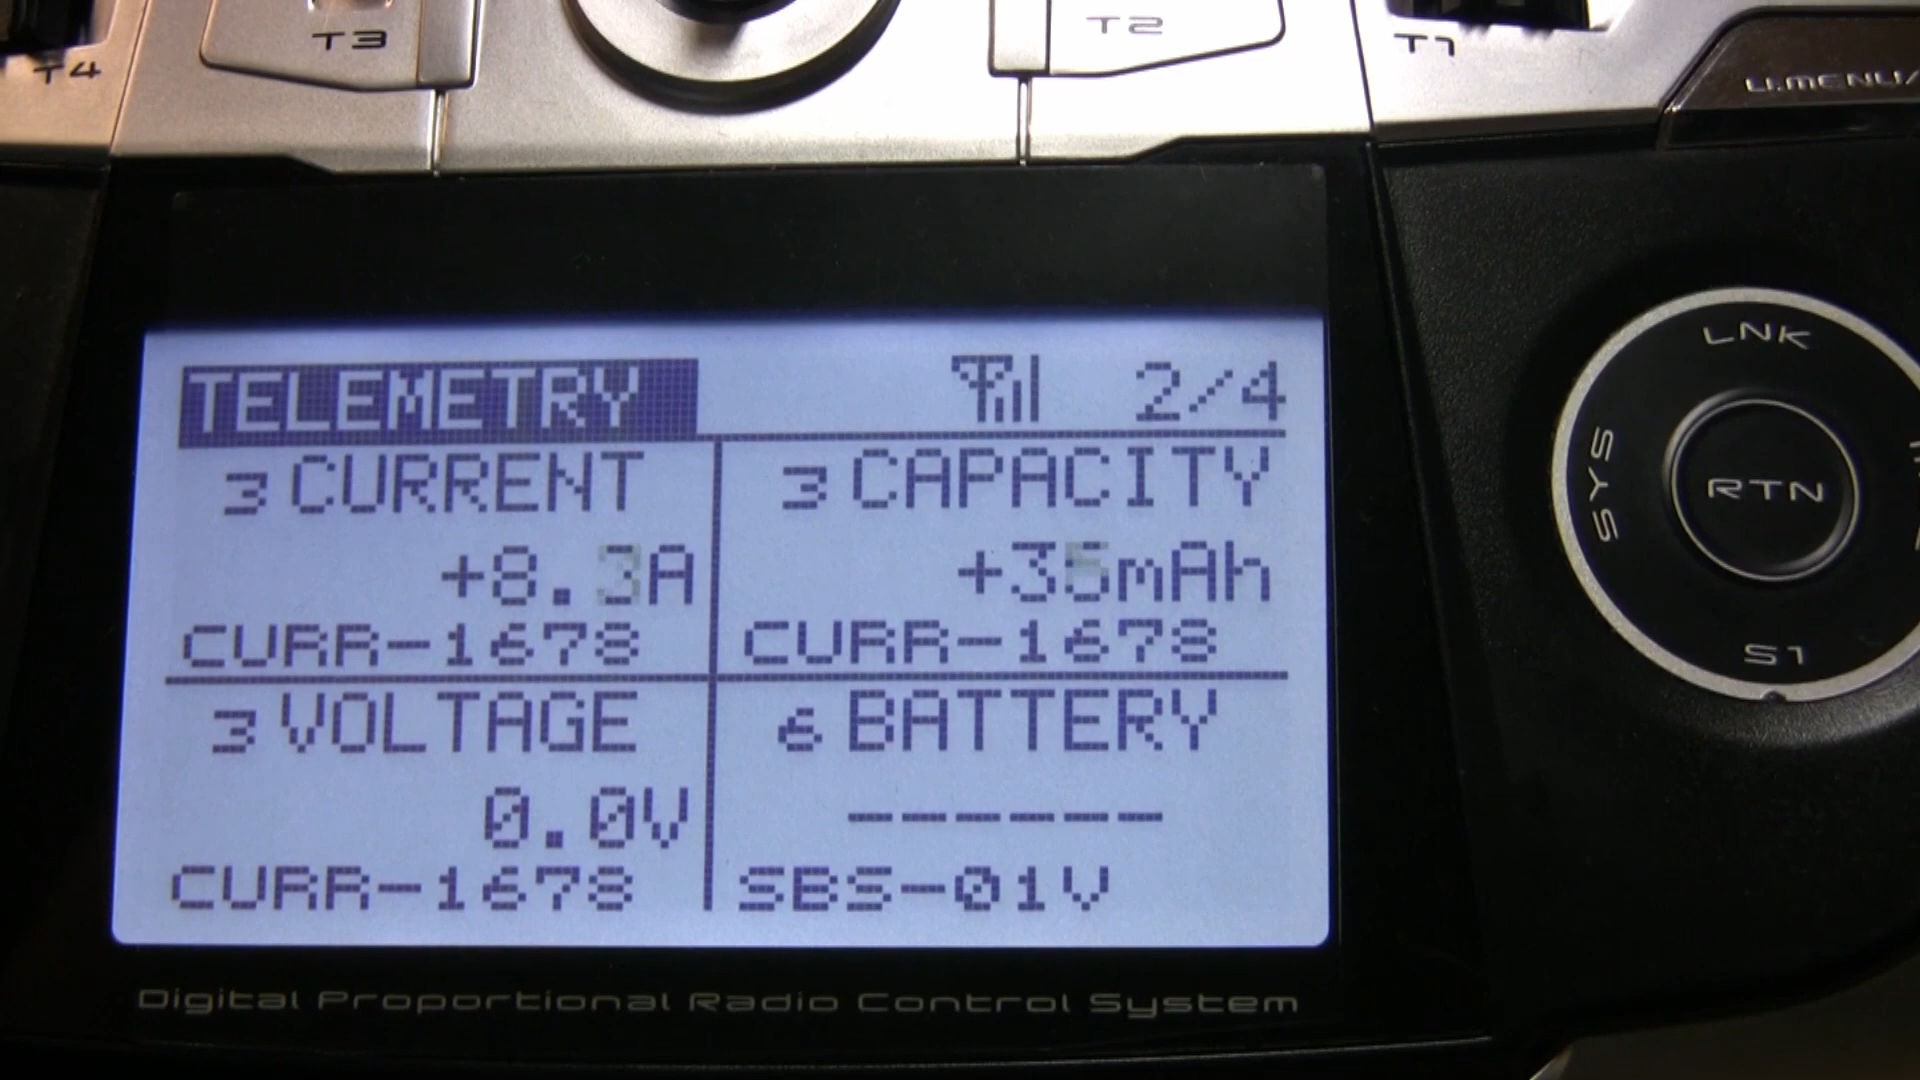 T4 T3 T2 T1 U.MENU/
TELEMETRY 2/4
3 CURRENT 3 CAPACITY
+8.3A +35mAh
CURR-1678 CURR-1678
3 VOLTAGE 6 BATTERY
0.0V ------
CURR-1678 SBS-01V
LNK
SYS RTN
S1
Digital Proportional Radio Control System